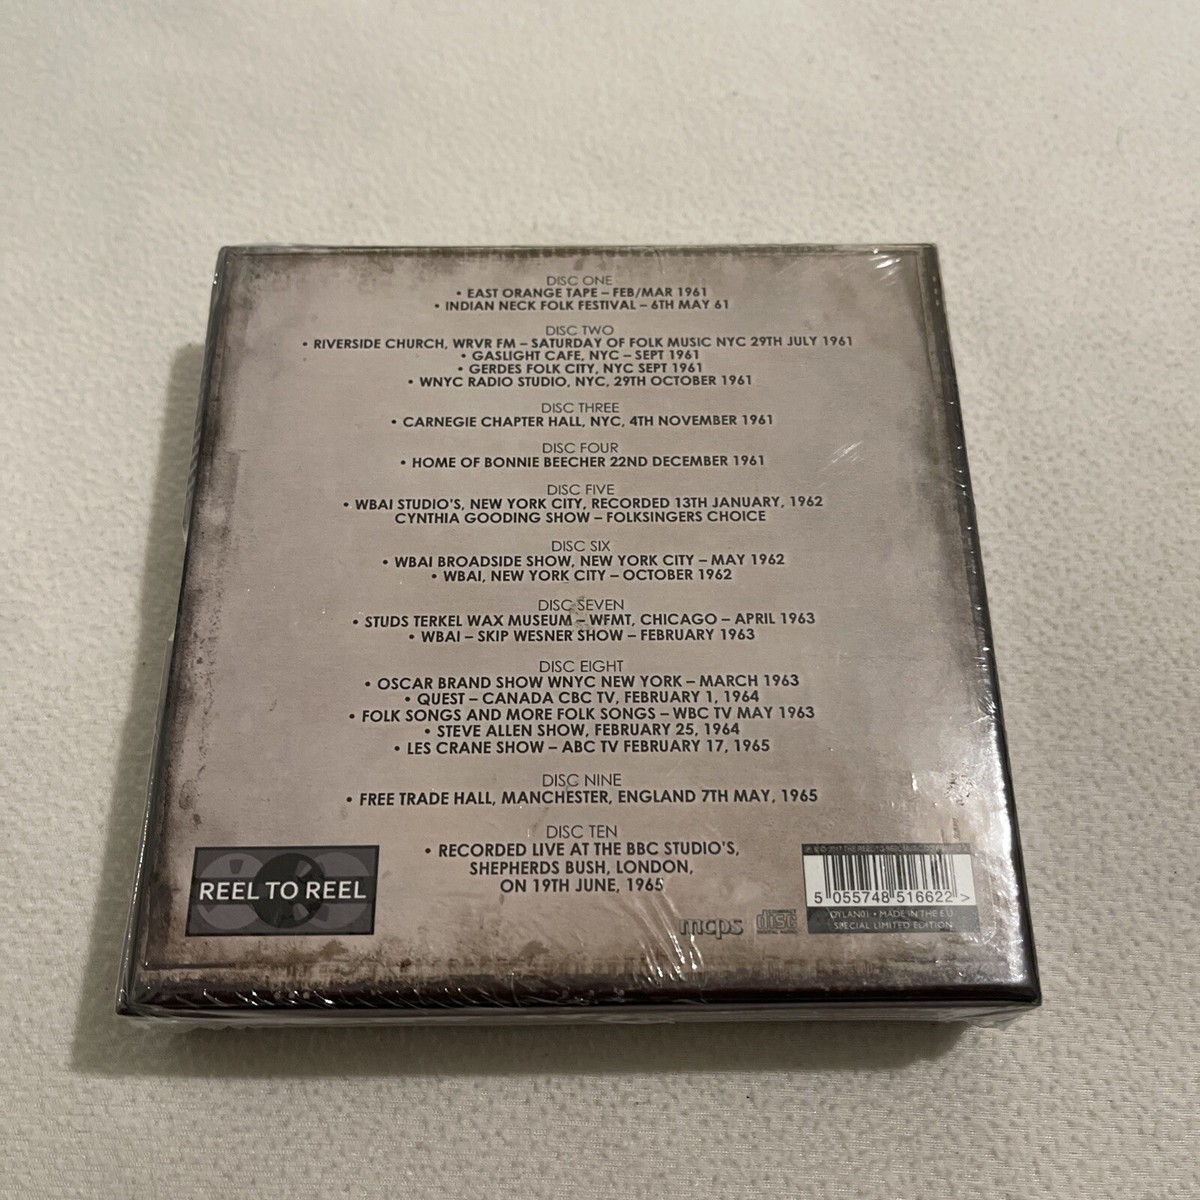 DISC ONE
• EAST ORANGE TAPE – FEB/MAR 1961
• INDIAN NECK FOLK FESTIVAL – 6TH MAY 61
DISC TWO
• RIVERSIDE CHURCH, WRVR FM – SATURDAY OF FOLK MUSIC NYC 29TH JULY 1961
• GASLIGHT CAFE, NYC – SEPT 1961
• GERDES FOLK CITY, NYC SEPT 1961
• WNYC RADIO STUDIO, NYC, 29TH OCTOBER 1961
DISC THREE
• CARNEGIE CHAPTER HALL, NYC, 4TH NOVEMBER 1961
DISC FOUR
• HOME OF BONNIE BEECHER 22ND DECEMBER 1961
DISC FIVE
• WBAI STUDIO'S, NEW YORK CITY, RECORDED 13TH JANUARY, 1962
CYNTHIA GOODING SHOW – FOLKSINGERS CHOICE
DISC SIX
• WBAI BROADSIDE SHOW, NEW YORK CITY – MAY 1962
• WBAI, NEW YORK CITY – OCTOBER 1962
DISC SEVEN
• STUDS TERKEL WAX MUSEUM – WFMT, CHICAGO – APRIL 1963
• WBAI – SKIP WESNER SHOW – FEBRUARY 1963
DISC EIGHT
• OSCAR BRAND SHOW WNYC NEW YORK – MARCH 1963
• QUEST – CANADA CBC TV, FEBRUARY 1, 1964
• FOLK SONGS AND MORE FOLK SONGS – WBC TV MAY 1963
• STEVE ALLEN SHOW, FEBRUARY 25, 1964
• LES CRANE SHOW – ABC TV FEBRUARY 17, 1965
DISC NINE
• FREE TRADE HALL, MANCHESTER, ENGLAND 7TH MAY, 1965
DISC TEN
• RECORDED LIVE AT THE BBC STUDIO'S,
SHEPHERDS BUSH, LONDON,
ON 19TH JUNE, 1965
REEL TO REEL
mcps disc
℗ & © 2017 THE REEL TO REEL MUSIC
5 055748 516622 >
DYLAN01 • MADE IN THE E.U
SPECIAL LIMITED EDITION